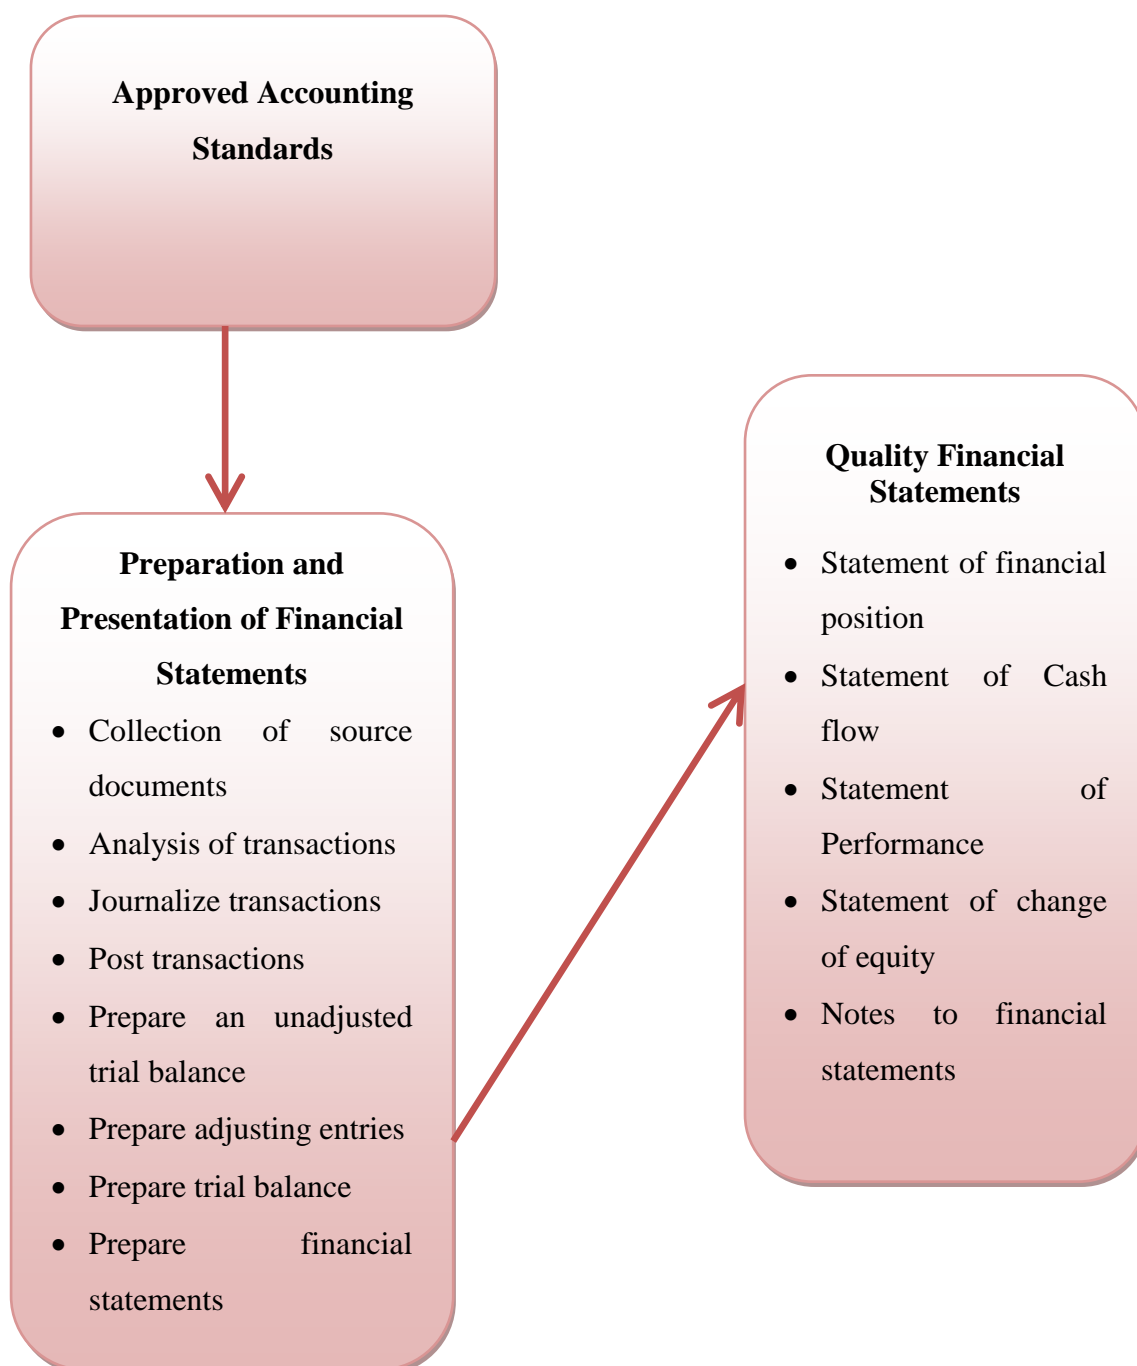 Approved Accounting
Standards
Preparation and
Presentation of Financial
Statements
• Collection of source
documents
• Analysis of transactions
• Journalize transactions
• Post transactions
• Prepare an unadjusted
trial balance
• Prepare adjusting entries
• Prepare trial balance
• Prepare financial
statements
Quality Financial
Statements
• Statement of financial
position
• Statement of Cash
flow
• Statement of
Performance
• Statement of change
of equity
• Notes to financial
statements